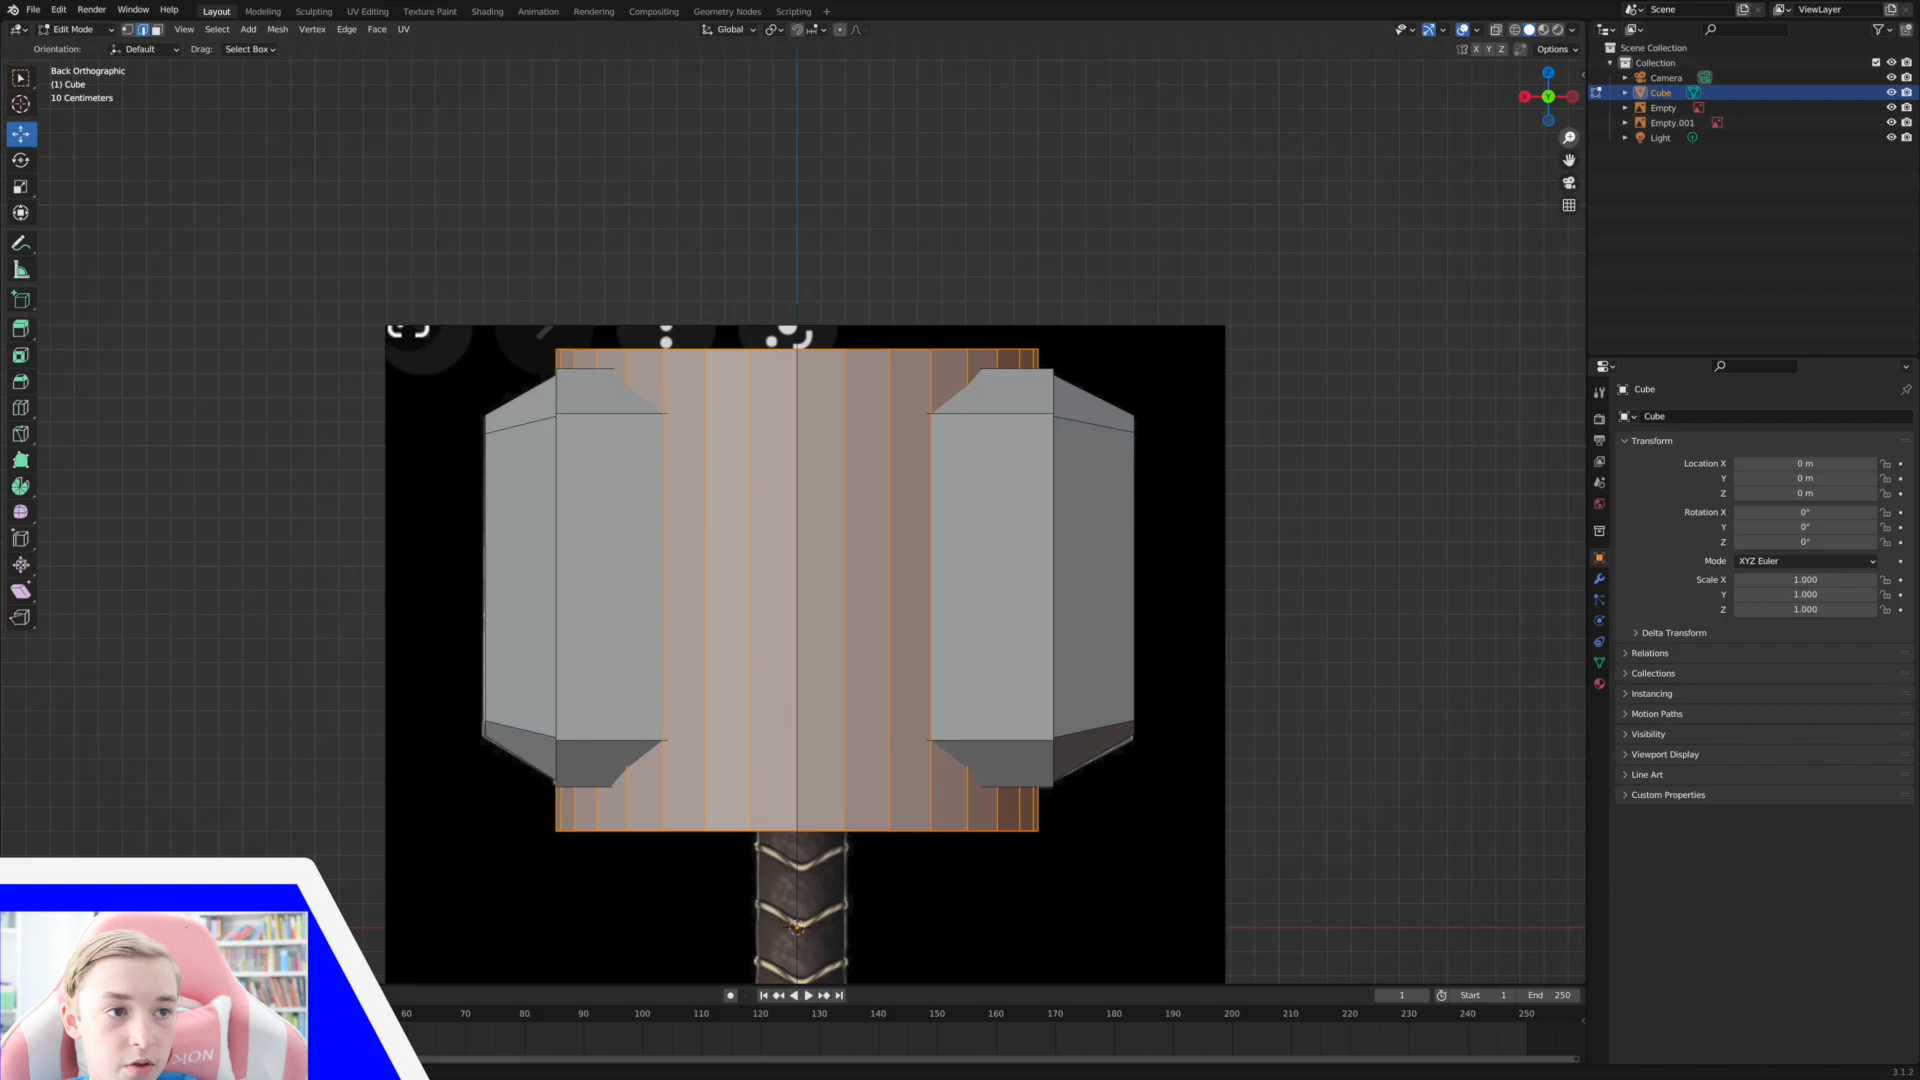 File Edit Render Window Help Layout Modeling Sculpting UV Editing Texture Paint Shading Animation Rendering Compositing Geometry Nodes Scripting + Scene ViewLayer
Edit Mode View Select Add Mesh Vertex Edge Face UV Global
Orientation: Default Drag: Select Box X Y Z Options
Back Orthographic
(1) Cube
10 Centimeters
Z
X
Y
Scene Collection
Collection
Camera
Cube
Empty
Empty.001
Light
Cube
Cube
Transform
Location X 0 m
Y 0 m
Z 0 m
Rotation X 0°
Y 0°
Z 0°
Mode XYZ Euler
Scale X 1.000
Y 1.000
Z 1.000
Delta Transform
Relations
Collections
Instancing
Motion Paths
Visibility
Viewport Display
Line Art
Custom Properties
1 Start 1 End 250
60 70 80 90 100 110 120 130 140 150 160 170 180 190 200 210 220 230 240 250
3.1.2